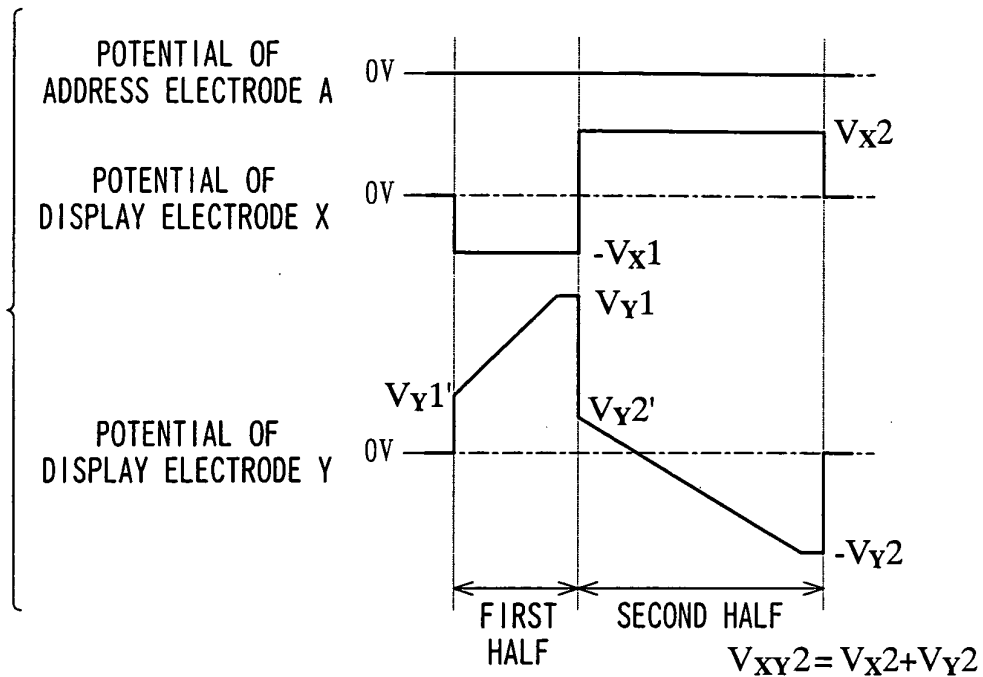 POTENTIAL OF
ADDRESS ELECTRODE A
0V
POTENTIAL OF
DISPLAY ELECTRODE X
0V
VX2
-VX1
POTENTIAL OF
DISPLAY ELECTRODE Y
0V
VY1'
VY1
VY2'
-VY2
FIRST
HALF
SECOND HALF
VXY2=VX2+VY2